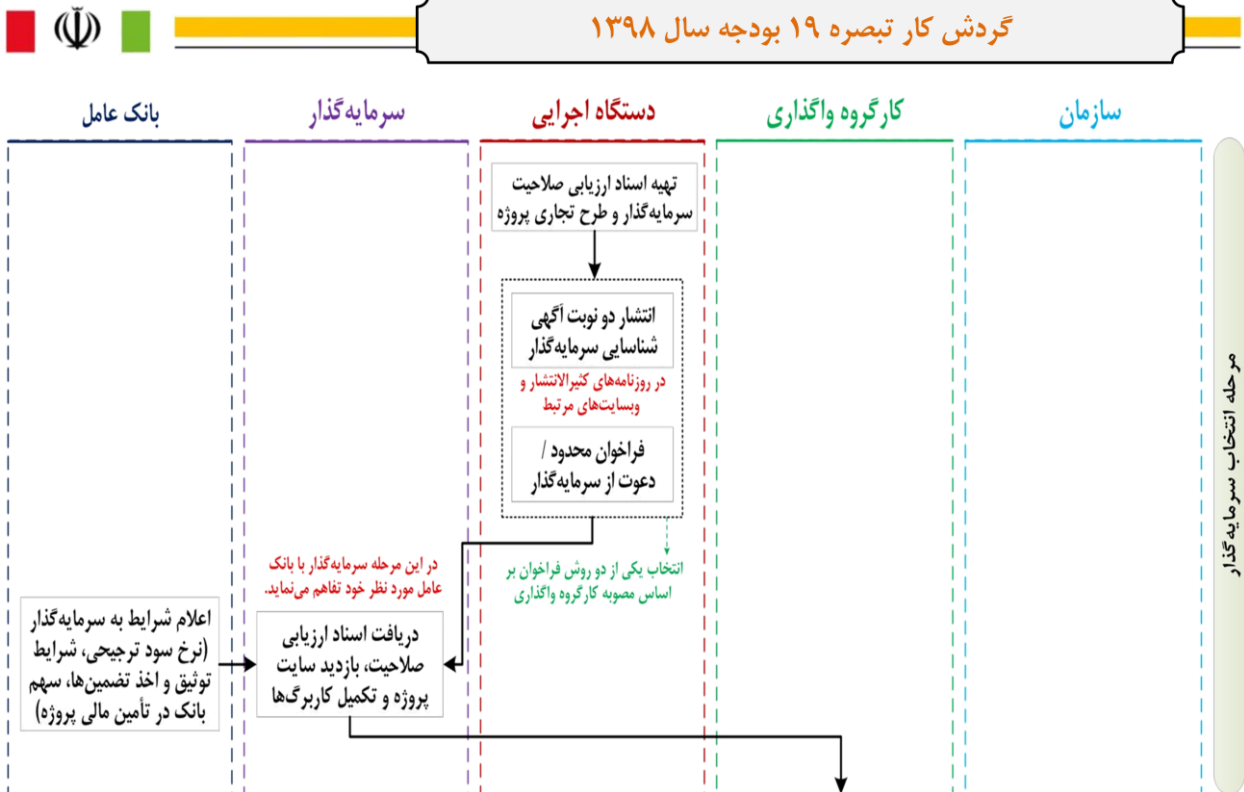 گردش کار تبصره ۱۹ بودجه سال ۱۳۹۸
سازمان
کارگروه واگذاری
دستگاه اجرایی
سرمایه‌گذار
بانک عامل
مرحله انتخاب سرمایه‌گذار
تهیه اسناد ارزیابی صلاحیت
سرمایه‌گذار و طرح تجاری پروژه
انتشار دو نوبت آگهی
شناسایی سرمایه‌گذار
در روزنامه‌های کثیرالانتشار و
وبسایت‌های مرتبط
فراخوان محدود /
دعوت از سرمایه‌گذار
انتخاب یکی از دو روش فراخوان بر
اساس مصوبه کارگروه واگذاری
در این مرحله سرمایه‌گذار با بانک
عامل مورد نظر خود تفاهم می‌نماید.
دریافت اسناد ارزیابی
صلاحیت، بازدید سایت
پروژه و تکمیل کاربرگ‌ها
اعلام شرایط به سرمایه‌گذار
(نرخ سود ترجیحی، شرایط
توثیق و اخذ تضمین‌ها، سهم
بانک در تأمین مالی پروژه)